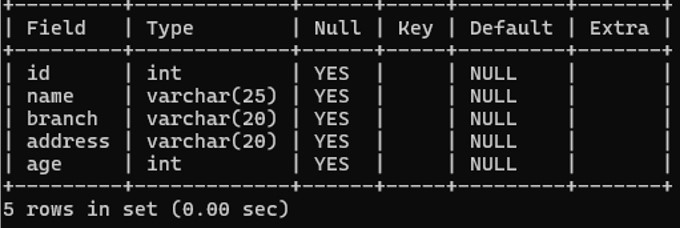 +---------+-------------+------+-----+---------+-------+
| Field   | Type        | Null | Key | Default | Extra |
+---------+-------------+------+-----+---------+-------+
| id      | int         | YES  |     | NULL    |       |
| name    | varchar(25) | YES  |     | NULL    |       |
| branch  | varchar(20) | YES  |     | NULL    |       |
| address | varchar(20) | YES  |     | NULL    |       |
| age     | int         | YES  |     | NULL    |       |
+---------+-------------+------+-----+---------+-------+
5 rows in set (0.00 sec)